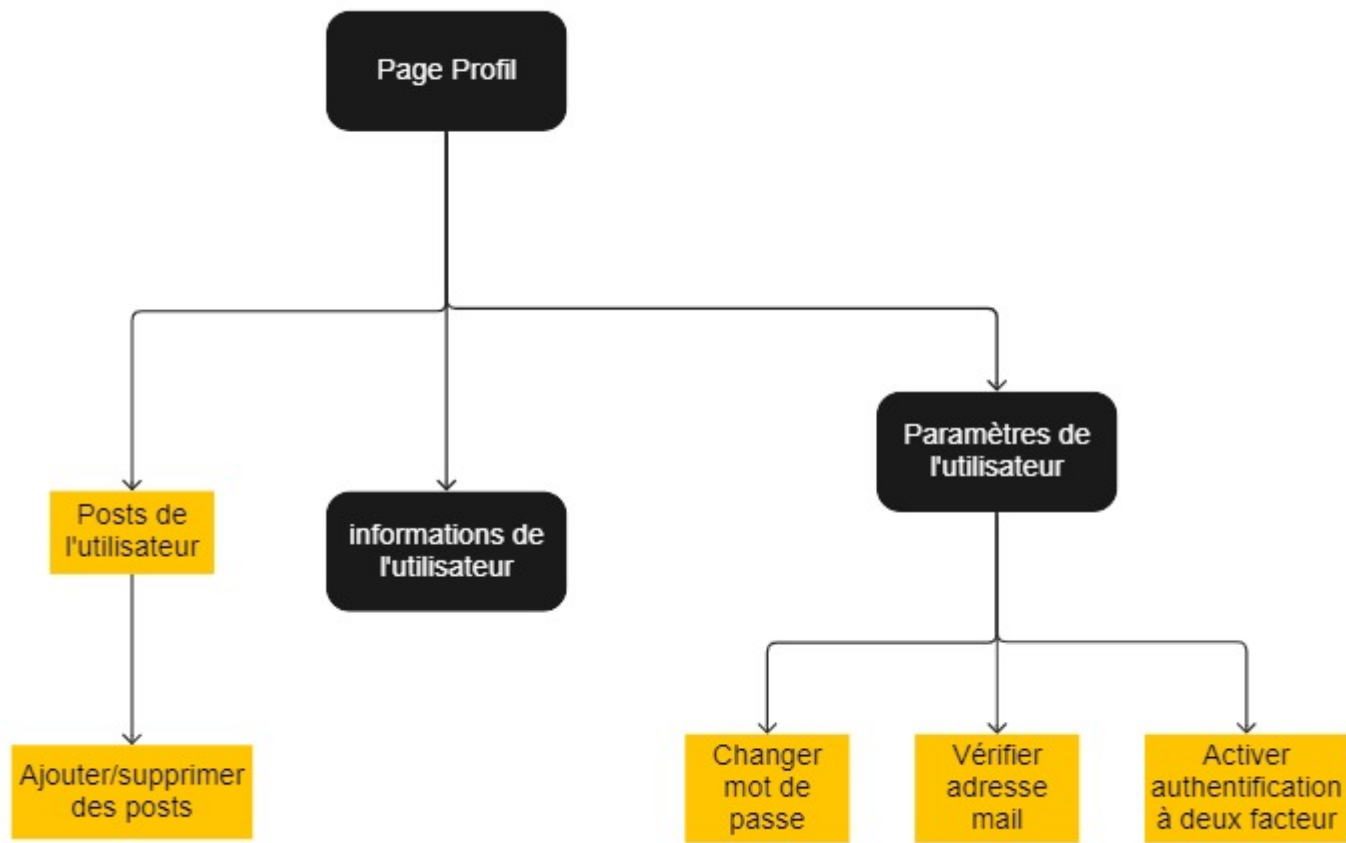 Page Profil
Paramètres de
l'utilisateur
Posts de
l'utilisateur
informations de
l'utilisateur
Ajouter/supprimer
des posts
Changer
mot de
passe
Vérifier
adresse
mail
Activer
authentification
à deux facteur